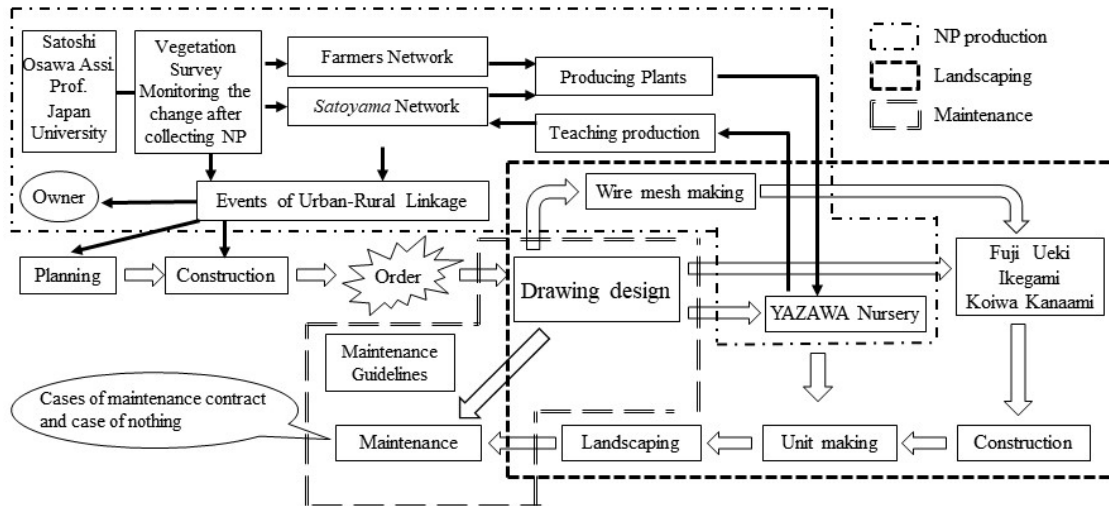 Satoshi
Osawa Assi.
Prof.
Japan
University
Vegetation
Survey
Monitoring the
change after
collecting NP
Farmers Network
Satoyama Network
Producing Plants
Teaching production
NP production
Landscaping
Maintenance
Owner
Events of Urban-Rural Linkage
Wire mesh making
Planning
Construction
Order
Drawing design
YAZAWA Nursery
Fuji Ueki
Ikegami
Koiwa Kanaami
Maintenance
Guidelines
Cases of maintenance contract
and case of nothing
Maintenance
Landscaping
Unit making
Construction